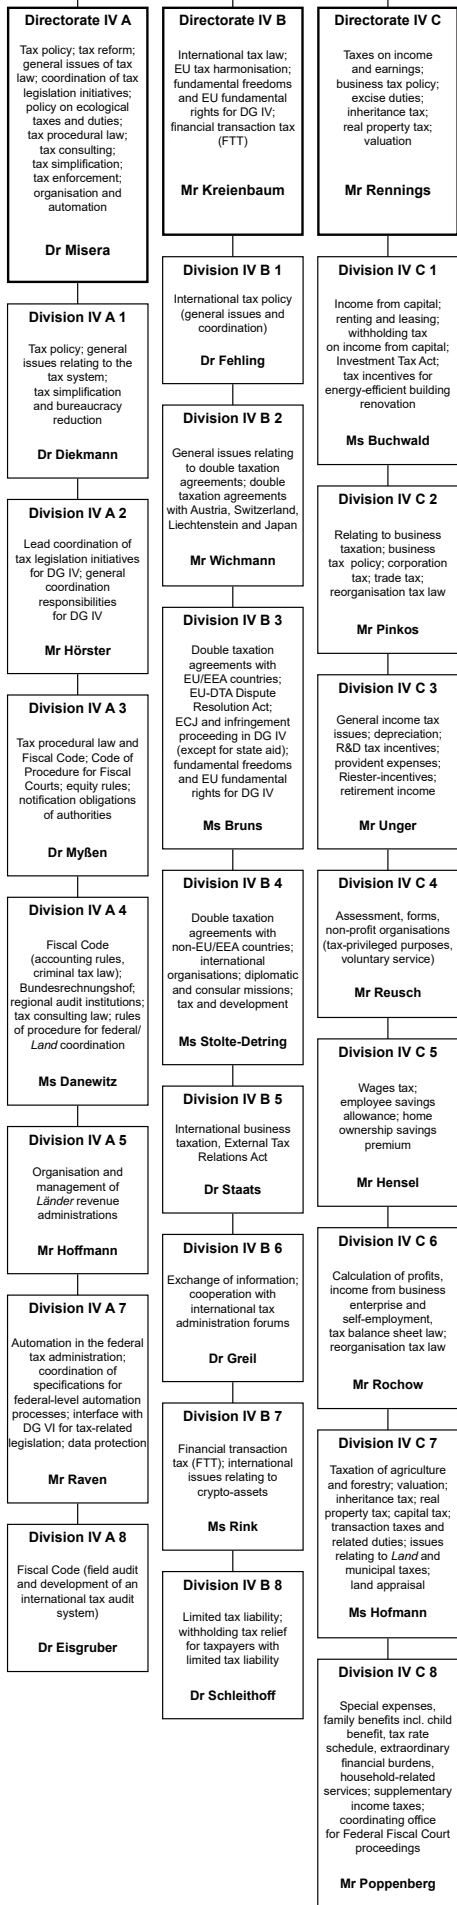 Directorate IV A
Tax policy; tax reform;
general issues of tax
law; coordination of tax
legislation initiatives;
policy on ecological
taxes and duties;
tax procedural law;
tax consulting;
tax simplification;
tax enforcement;
organisation and
automation
Dr Misera
Division IV A 1
Tax policy; general
issues relating to the
tax system;
tax simplification
and bureaucracy
reduction
Dr Diekmann
Division IV A 2
Lead coordination of
tax legislation initiatives
for DG IV; general
coordination
responsibilities
for DG IV
Mr Hörster
Division IV A 3
Tax procedural law and
Fiscal Code; Code of
Procedure for Fiscal
Courts; equity rules;
notification obligations
of authorities
Dr Myßen
Division IV A 4
Fiscal Code
(accounting rules,
criminal tax law);
Bundesrechnungshof;
regional audit institutions;
tax consulting law; rules
of procedure for federal/
Land coordination
Ms Danewitz
Division IV A 5
Organisation and
management of
Länder revenue
administrations
Mr Hoffmann
Division IV A 7
Automation in the federal
tax administration;
coordination of
specifications for
federal-level automation
processes; interface with
DG VI for tax-related
legislation; data protection
Mr Raven
Division IV A 8
Fiscal Code (field audit
and development of an
international tax audit
system)
Dr Eisgruber
Directorate IV B
International tax law;
EU tax harmonisation;
fundamental freedoms
and EU fundamental
rights for DG IV;
financial transaction tax
(FTT)
Mr Kreienbaum
Division IV B 1
International tax policy
(general issues and
coordination)
Dr Fehling
Division IV B 2
General issues relating
to double taxation
agreements; double
taxation agreements
with Austria, Switzerland,
Liechtenstein and Japan
Mr Wichmann
Division IV B 3
Double taxation
agreements with
EU/EEA countries;
EU-DTA Dispute
Resolution Act;
ECJ and infringement
proceeding in DG IV
(except for state aid);
fundamental freedoms
and EU fundamental
rights for DG IV
Ms Bruns
Division IV B 4
Double taxation
agreements with
non-EU/EEA countries;
international
organisations; diplomatic
and consular missions;
tax and development
Ms Stolte-Detring
Division IV B 5
International business
taxation, External Tax
Relations Act
Dr Staats
Division IV B 6
Exchange of information;
cooperation with
international tax
administration forums
Dr Greil
Division IV B 7
Financial transaction
tax (FTT); international
issues relating to
crypto-assets
Ms Rink
Division IV B 8
Limited tax liability;
withholding tax relief
for taxpayers with
limited tax liability
Dr Schleithoff
Directorate IV C
Taxes on income
and earnings;
business tax policy;
excise duties;
inheritance tax;
real property tax;
valuation
Mr Rennings
Division IV C 1
Income from capital;
renting and leasing;
withholding tax
on income from capital;
Investment Tax Act;
tax incentives for
energy-efficient building
renovation
Ms Buchwald
Division IV C 2
Relating to business
taxation; business
tax policy; corporation
tax; trade tax;
reorganisation tax law
Mr Pinkos
Division IV C 3
General income tax
issues; depreciation;
R&D tax incentives;
provident expenses;
Riester-incentives;
retirement income
Mr Unger
Division IV C 4
Assessment, forms,
non-profit organisations
(tax-privileged purposes,
voluntary service)
Mr Reusch
Division IV C 5
Wages tax;
employee savings
allowance; home
ownership savings
premium
Mr Hensel
Division IV C 6
Calculation of profits,
income from business
enterprise and
self-employment,
tax balance sheet law;
reorganisation tax law
Mr Rochow
Division IV C 7
Taxation of agriculture
and forestry; valuation;
inheritance tax; real
property tax; capital tax;
transaction taxes and
related duties; issues
relating to Land and
municipal taxes;
land appraisal
Ms Hofmann
Division IV C 8
Special expenses,
family benefits incl. child
benefit, tax rate
schedule, extraordinary
financial burdens,
household-related
services; supplementary
income taxes;
coordinating office
for Federal Fiscal Court
proceedings
Mr Poppenberg